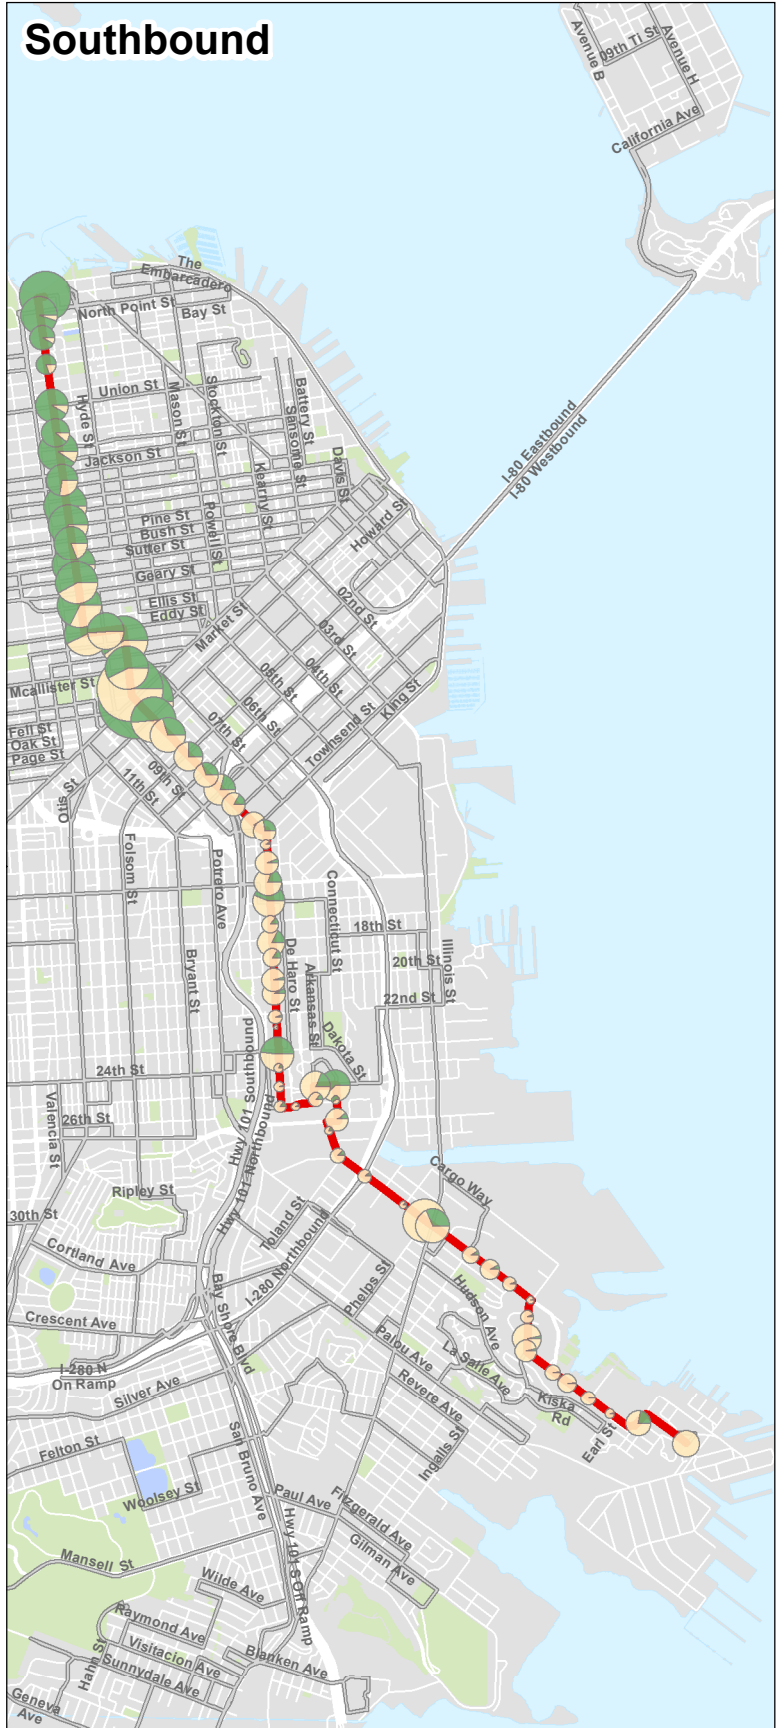 Southbound
Avenue B
09th Ti St
Avenue H
California Ave
The
Embarcadero
North Point St
Bay St
I-80 Eastbound
I-80 Westbound
Union St
Hyde St
Mason St
Stockton St
Battery St
Sansome St
Jackson St
Kearny St
Davis St
Pine St
Bush St
Sutter St
Powell St
Howard St
Geary St
Ellis St
Eddy St
Market St
02nd St
03rd St
04th St
05th St
06th St
07th St
Mcallister St
King St
Townsend St
Fell St
Oak St
Page St
09th St
11th St
Otis St
Folsom St
Potrero Ave
Bryant St
Connecticut St
18th St
De Haro St
Arkansas St
20th St
Illinois St
22nd St
Dakota St
24th St
Valencia St
26th St
Hwy 101 Southbound
Hwy 101 Northbound
30th St
Ripley St
Cargo Way
Toland St
I-280 Northbound
Cortland Ave
Phelps St
Hudson Ave
Bay Shore Blvd
Crescent Ave
Palou Ave
La Salle Ave
I-280 N
On Ramp
Silver Ave
Revere Ave
Kiska
Rd
Earl St
Ingalls St
Felton St
San Bruno Ave
Woolsey St
Paul Ave
Fitzgerald Ave
Gilman Ave
Hwy 101 S Off Ramp
Mansell St
Wilde Ave
Raymond Ave
Visitacion Ave
Sunnydale Ave
Hahn St
Blanken Ave
Geneva
Ave